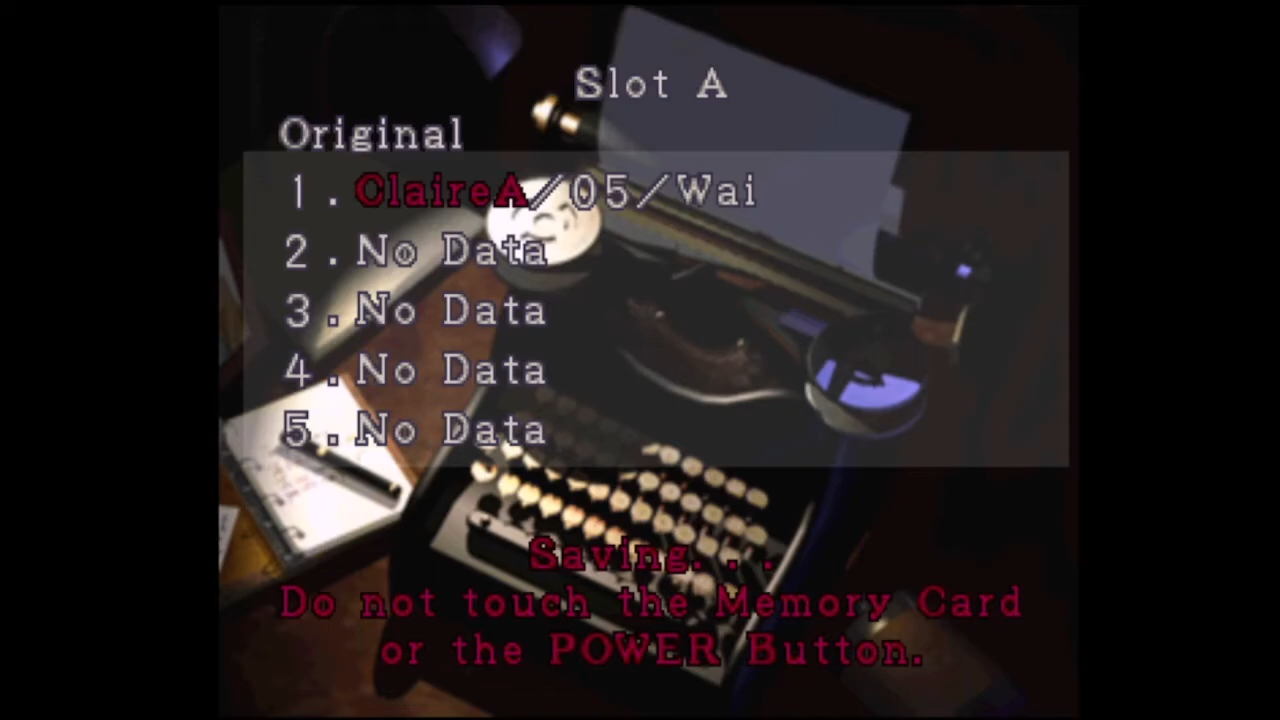 Slot A
Original
1. ClaireA/05/Wai
2. No Data
3. No Data
4. No Data
5. No Data
Saving. . .
Do not touch the Memory Card
or the POWER Button.